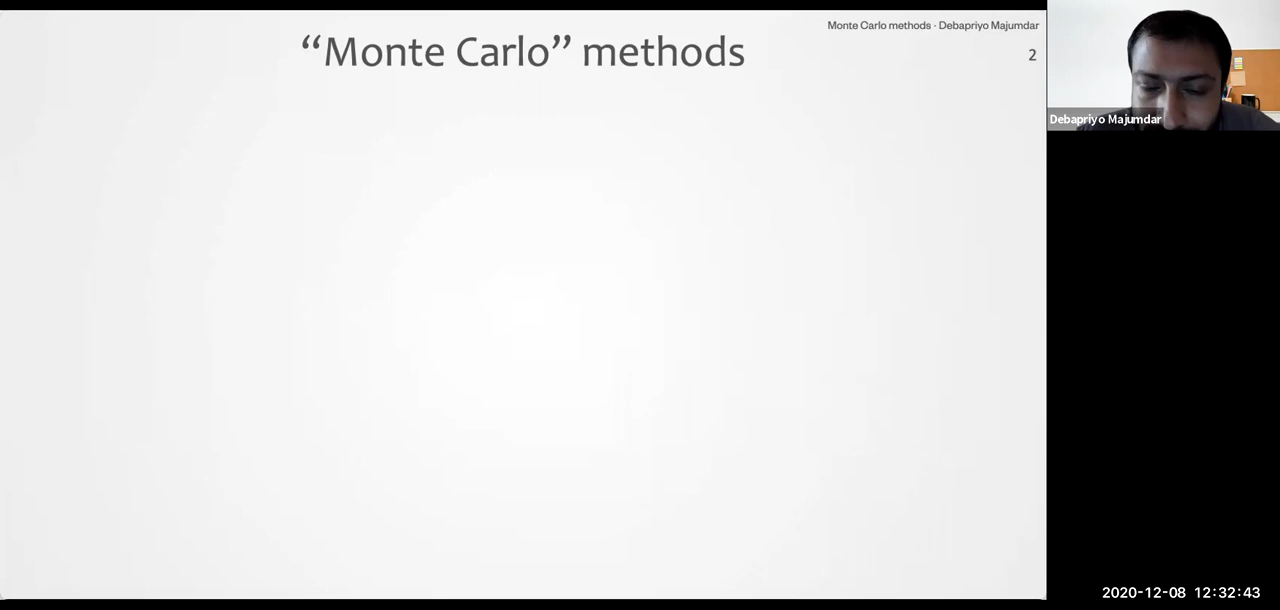 Monte Carlo methods · Debapriyo Majumdar
“Monte Carlo” methods
2
Debapriyo Majumdar
2020-12-08 12:32:43